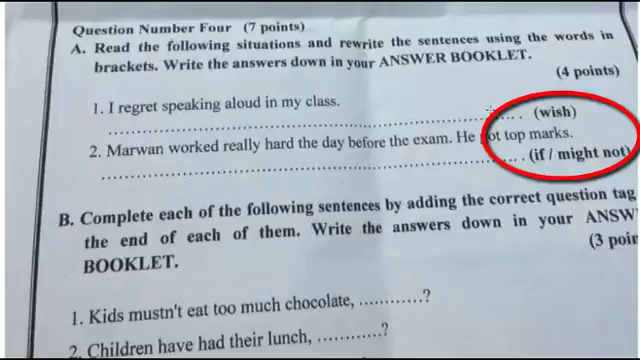 Question Number Four (7 points)
A. Read the following situations and rewrite the sentences using the words in
brackets. Write the answers down in your ANSWER BOOKLET.
(4 points)
1. I regret speaking aloud in my class.
(wish)
2. Marwan worked really hard the day before the exam. He got top marks.
(if / might not)
B. Complete each of the following sentences by adding the correct question tag
the end of each of them. Write the answers down in your
BOOKLET.
(3
1. Kids mustn't eat too much chocolate, ............?
2. Children have had their lunch, ............?